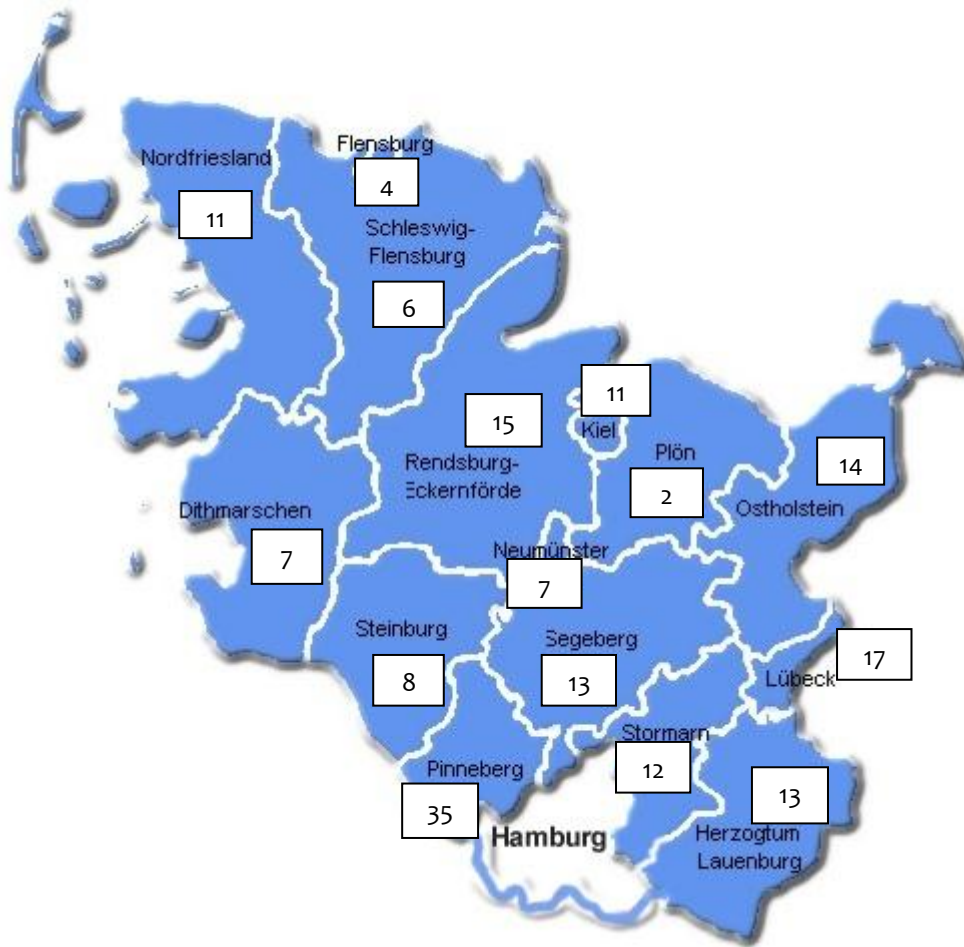 Flensburg
4
Nordfriesland
11
Schleswig-
Flensburg
6
11
Kiel
15
Rendsburg-
Eckernförde
Plön
2
14
Ostholstein
Dithmarschen
7
Neumünster
7
Steinburg
8
Segeberg
13
17
Lübeck
Stormarn
12
Pinneberg
35
13
Herzogtum
Lauenburg
Hamburg